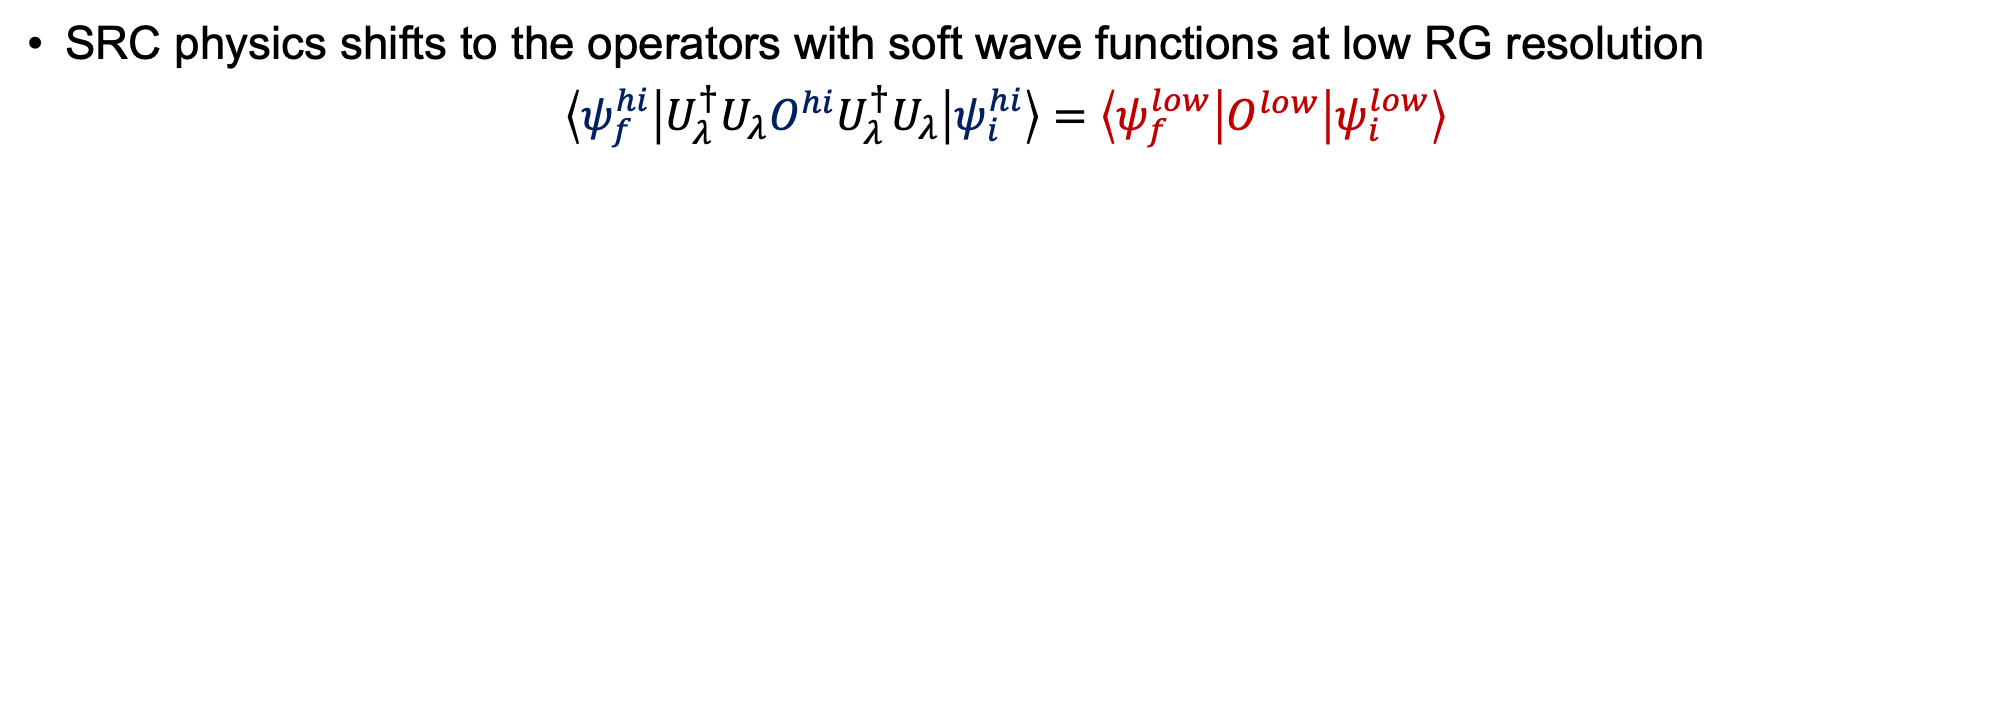 • SRC physics shifts to the operators with soft wave functions at low RG resolution
⟨ψ_f^{hi}|U_λ^† U_λ O^{hi} U_λ^† U_λ|ψ_i^{hi}⟩ = ⟨ψ_f^{low}|O^{low}|ψ_i^{low}⟩